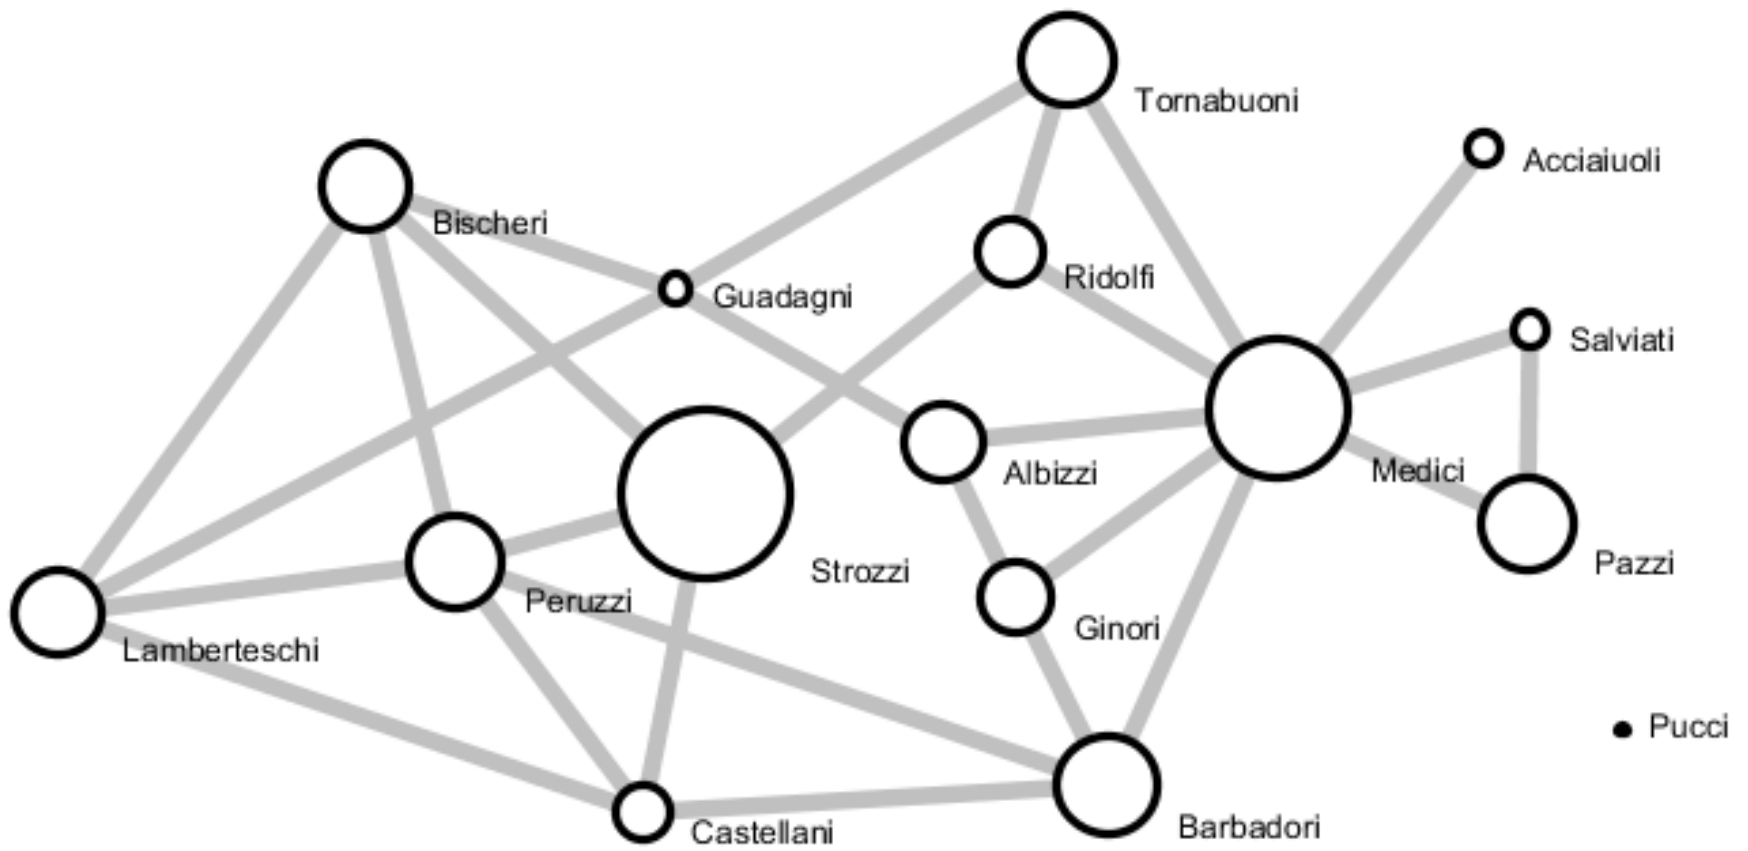 Tornabuoni
Acciaiuoli
Bischeri
Ridolfi
Guadagni
Salviati
Albizzi
Medici
Pazzi
Strozzi
Peruzzi
Ginori
Lamberteschi
Pucci
Castellani
Barbadori